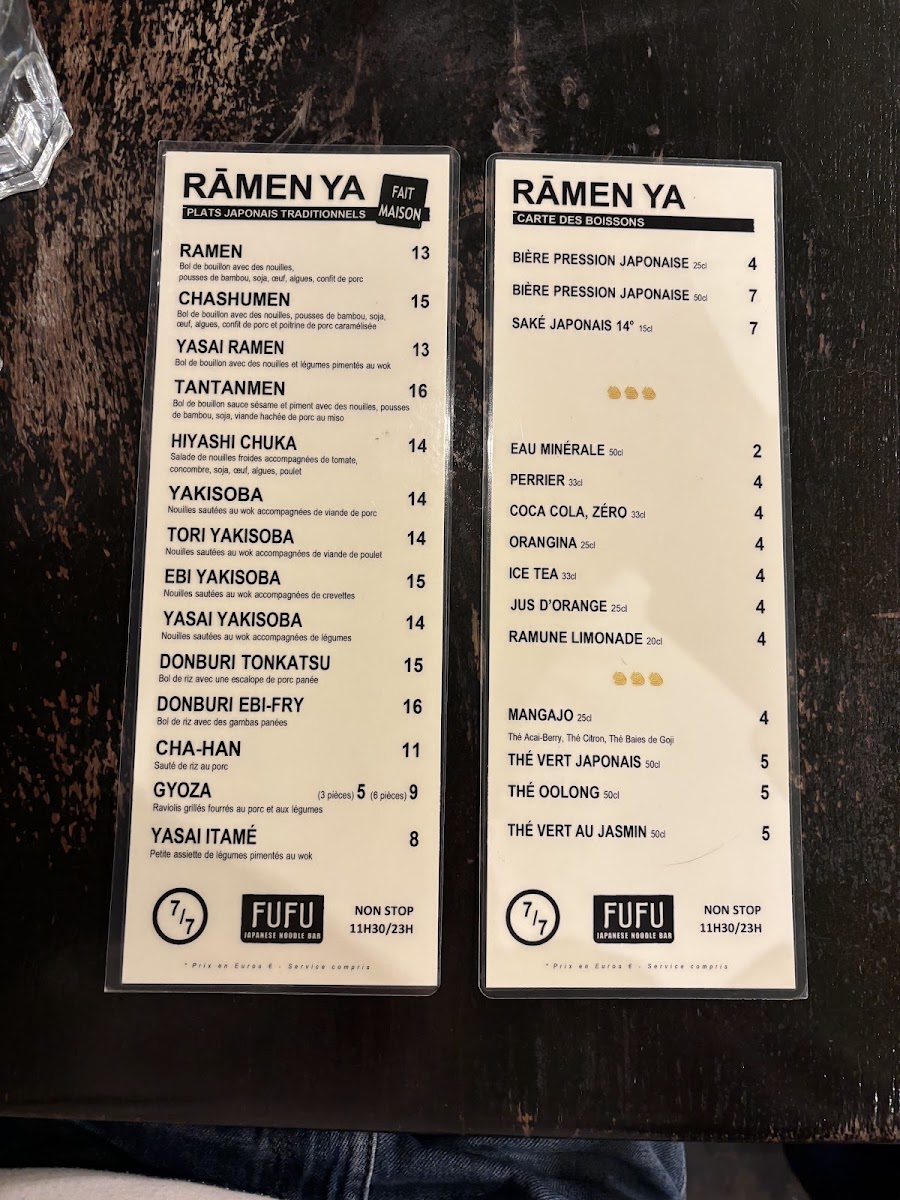 RĀMEN YA
PLATS JAPONAIS TRADITIONNELS
FAIT
MAISON
RAMEN 13
Bol de bouillon avec des nouilles,
pousses de bambou, soja, œuf, algues, confit de porc
CHASHUMEN 15
Bol de bouillon avec des nouilles, pousses de bambou, soja,
œuf, algues, confit de porc et poitrine de porc caramélisée
YASAI RAMEN 13
Bol de bouillon avec des nouilles et légumes pimentés au wok
TANTANMEN 16
Bol de bouillon sauce sésame et piment avec des nouilles, pousses
de bambou, soja, viande hachée de porc au miso
HIYASHI CHUKA 14
Salade de nouilles froides accompagnées de tomate,
concombre, soja, œuf, algues, poulet
YAKISOBA 14
Nouilles sautées au wok accompagnées de viande de porc
TORI YAKISOBA 14
Nouilles sautées au wok accompagnées de viande de poulet
EBI YAKISOBA 15
Nouilles sautées au wok accompagnées de crevettes
YASAI YAKISOBA 14
Nouilles sautées au wok accompagnées de légumes
DONBURI TONKATSU 15
Bol de riz avec une escalope de porc panée
DONBURI EBI-FRY 16
Bol de riz avec des gambas panées
CHA-HAN 11
Sauté de riz au porc
GYOZA (3 pièces) 5 (6 pièces) 9
Raviolis grillés fourrés au porc et aux légumes
YASAI ITAMÉ 8
Petite assiette de légumes pimentés au wok
7/7
FUFU
JAPANESE NOODLE BAR
NON STOP
11H30/23H
* Prix en Euros € - Service compris
RĀMEN YA
CARTE DES BOISSONS
BIÈRE PRESSION JAPONAISE 25cl 4
BIÈRE PRESSION JAPONAISE 50cl 7
SAKÉ JAPONAIS 14° 15cl 7
EAU MINÉRALE 50cl 2
PERRIER 33cl 4
COCA COLA, ZÉRO 33cl 4
ORANGINA 25cl 4
ICE TEA 33cl 4
JUS D'ORANGE 25cl 4
RAMUNE LIMONADE 20cl 4
MANGAJO 25cl 4
Thé Acai-Berry, Thé Citron, Thé Baies de Goji
THÉ VERT JAPONAIS 50cl 5
THÉ OOLONG 50cl 5
THÉ VERT AU JASMIN 50cl 5
7/7
FUFU
JAPANESE NOODLE BAR
NON STOP
11H30/23H
* Prix en Euros € - Service compris